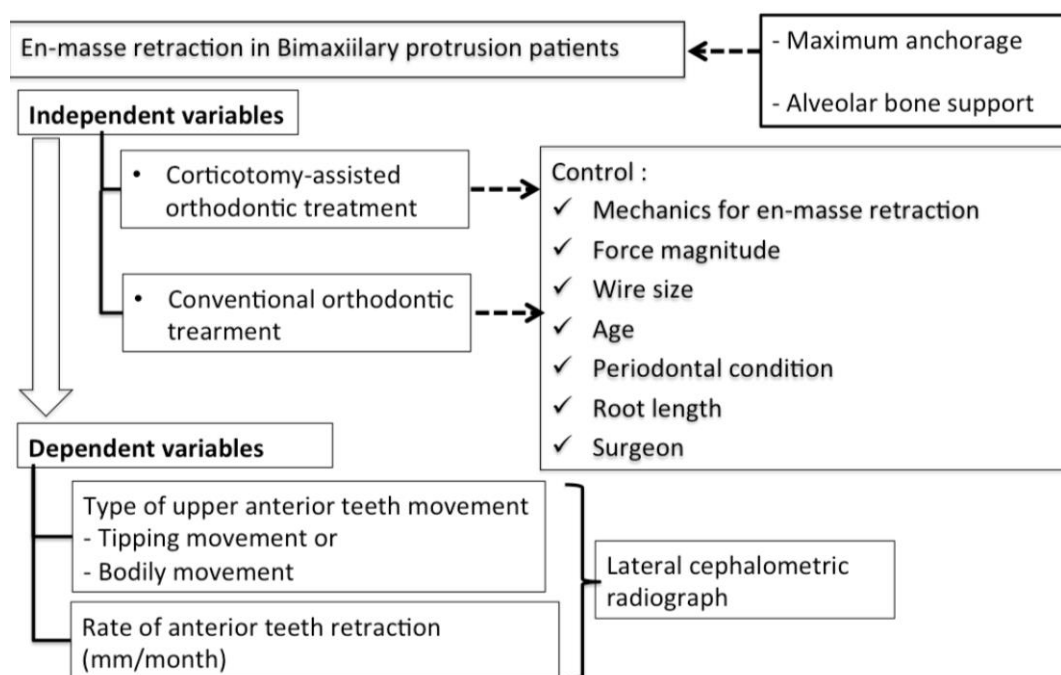 En-masse retraction in Bimaxiilary protrusion patients
- Maximum anchorage
- Alveolar bone support
Independent variables
• Corticotomy-assisted
orthodontic treatment
• Conventional orthodontic
trearment
Control :
✓ Mechanics for en-masse retraction
✓ Force magnitude
✓ Wire size
✓ Age
✓ Periodontal condition
✓ Root length
✓ Surgeon
Dependent variables
Type of upper anterior teeth movement
- Tipping movement or
- Bodily movement
Rate of anterior teeth retraction
(mm/month)
Lateral cephalometric
radiograph